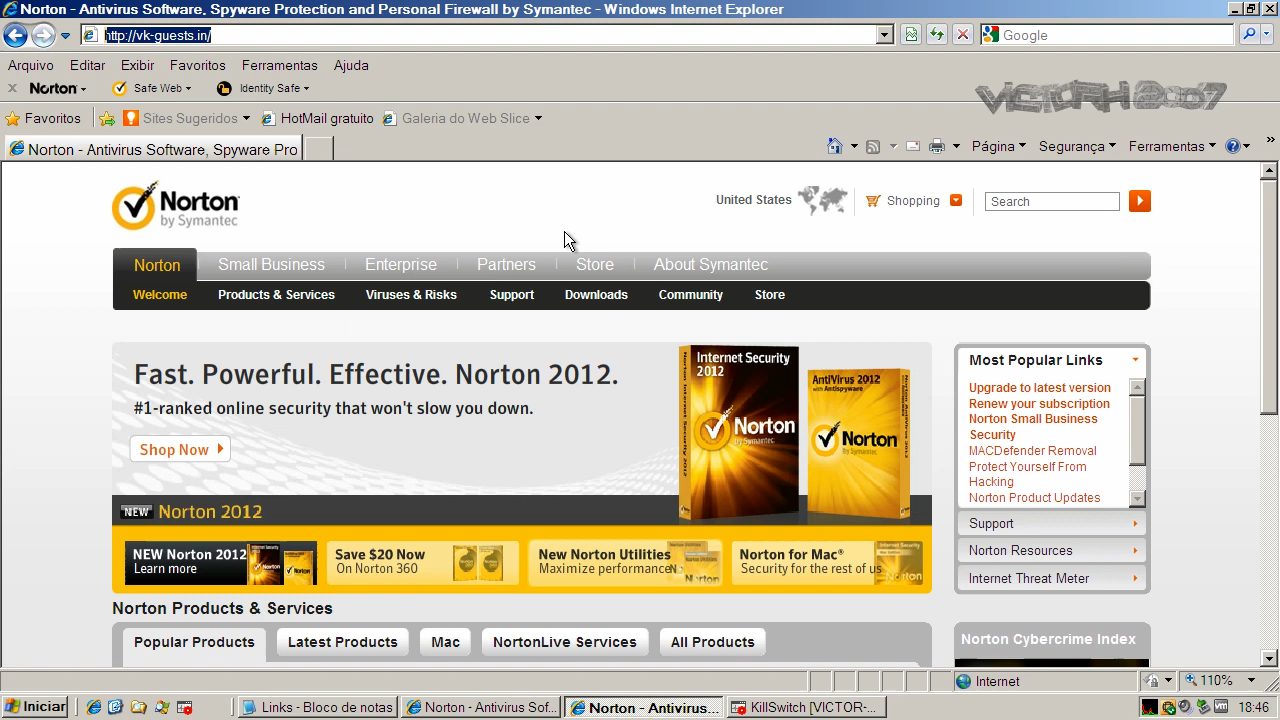 Norton - Antivirus Software, Spyware Protection and Personal Firewall by Symantec - Windows Internet Explorer
http://vk-guests.in/
Google
Arquivo Editar Exibir Favoritos Ferramentas Ajuda
Norton Safe Web Identity Safe
VICTORH 2007
Favoritos Sites Sugeridos HotMail gratuito Galeria do Web Slice
Norton - Antivirus Software, Spyware Pro
Página Segurança Ferramentas
Norton
by Symantec
United States Shopping Search
Norton Small Business Enterprise Partners Store About Symantec
Welcome Products & Services Viruses & Risks Support Downloads Community Store
Fast. Powerful. Effective. Norton 2012.
#1-ranked online security that won't slow you down.
Shop Now
Internet Security
2012
Norton
by Symantec
Norton Internet Security 2012
AntiVirus 2012
with Antispyware
Norton
by Symantec
NEW Norton 2012
NEW Norton 2012
Learn more
Save $20 Now
On Norton 360
New Norton Utilities
Maximize performance
Norton for Mac®
Security for the rest of us
Most Popular Links
Upgrade to latest version
Renew your subscription
Norton Small Business
Security
MACDefender Removal
Protect Yourself From
Hacking
Norton Product Updates
Support
Norton Resources
Internet Threat Meter
Norton Products & Services
Popular Products Latest Products Mac NortonLive Services All Products
Norton Cybercrime Index
Internet
110%
Iniciar
Links - Bloco de notas
Norton - Antivirus Sof...
Norton - Antivirus...
KillSwitch [VICTOR-...
18:46